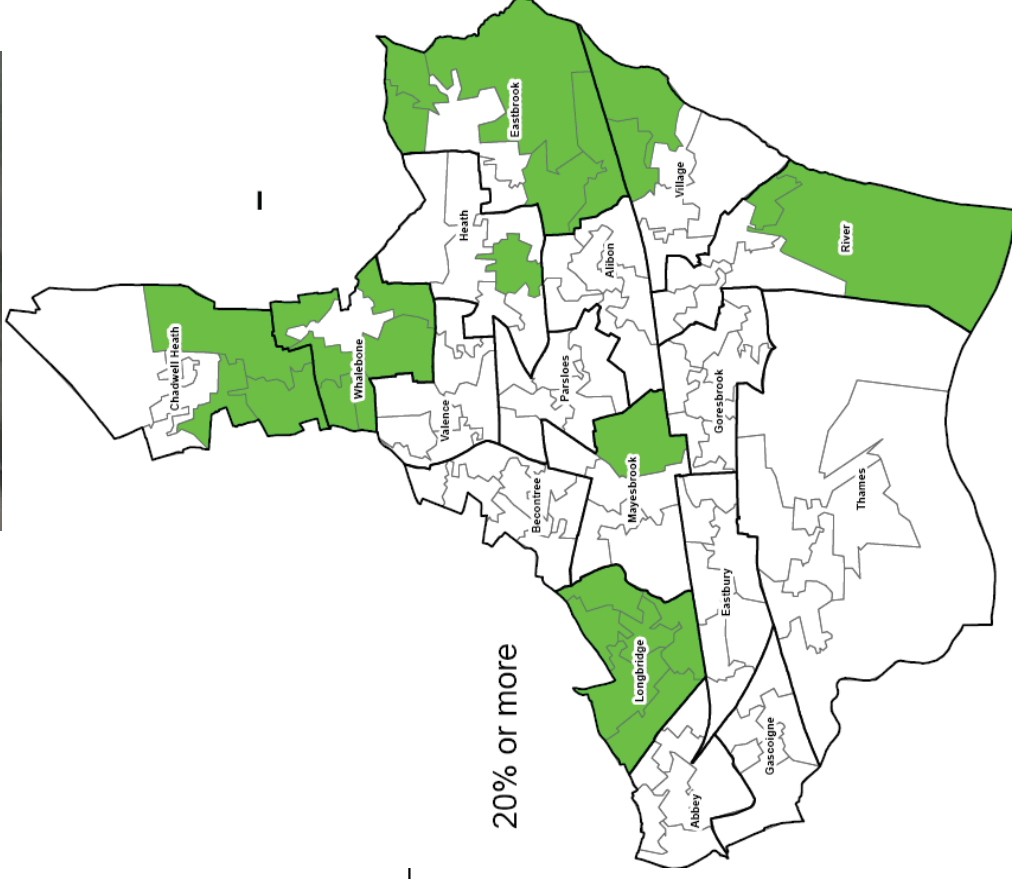 Chadwell Heath
Whalebone
Valence
Heath
20% or more
Eastbrook
Becontree
Parsloes
Alibon
Mayesbrook
Longbridge
Village
Abbey
Goresbrook
Eastbury
Gascoigne
River
Thames